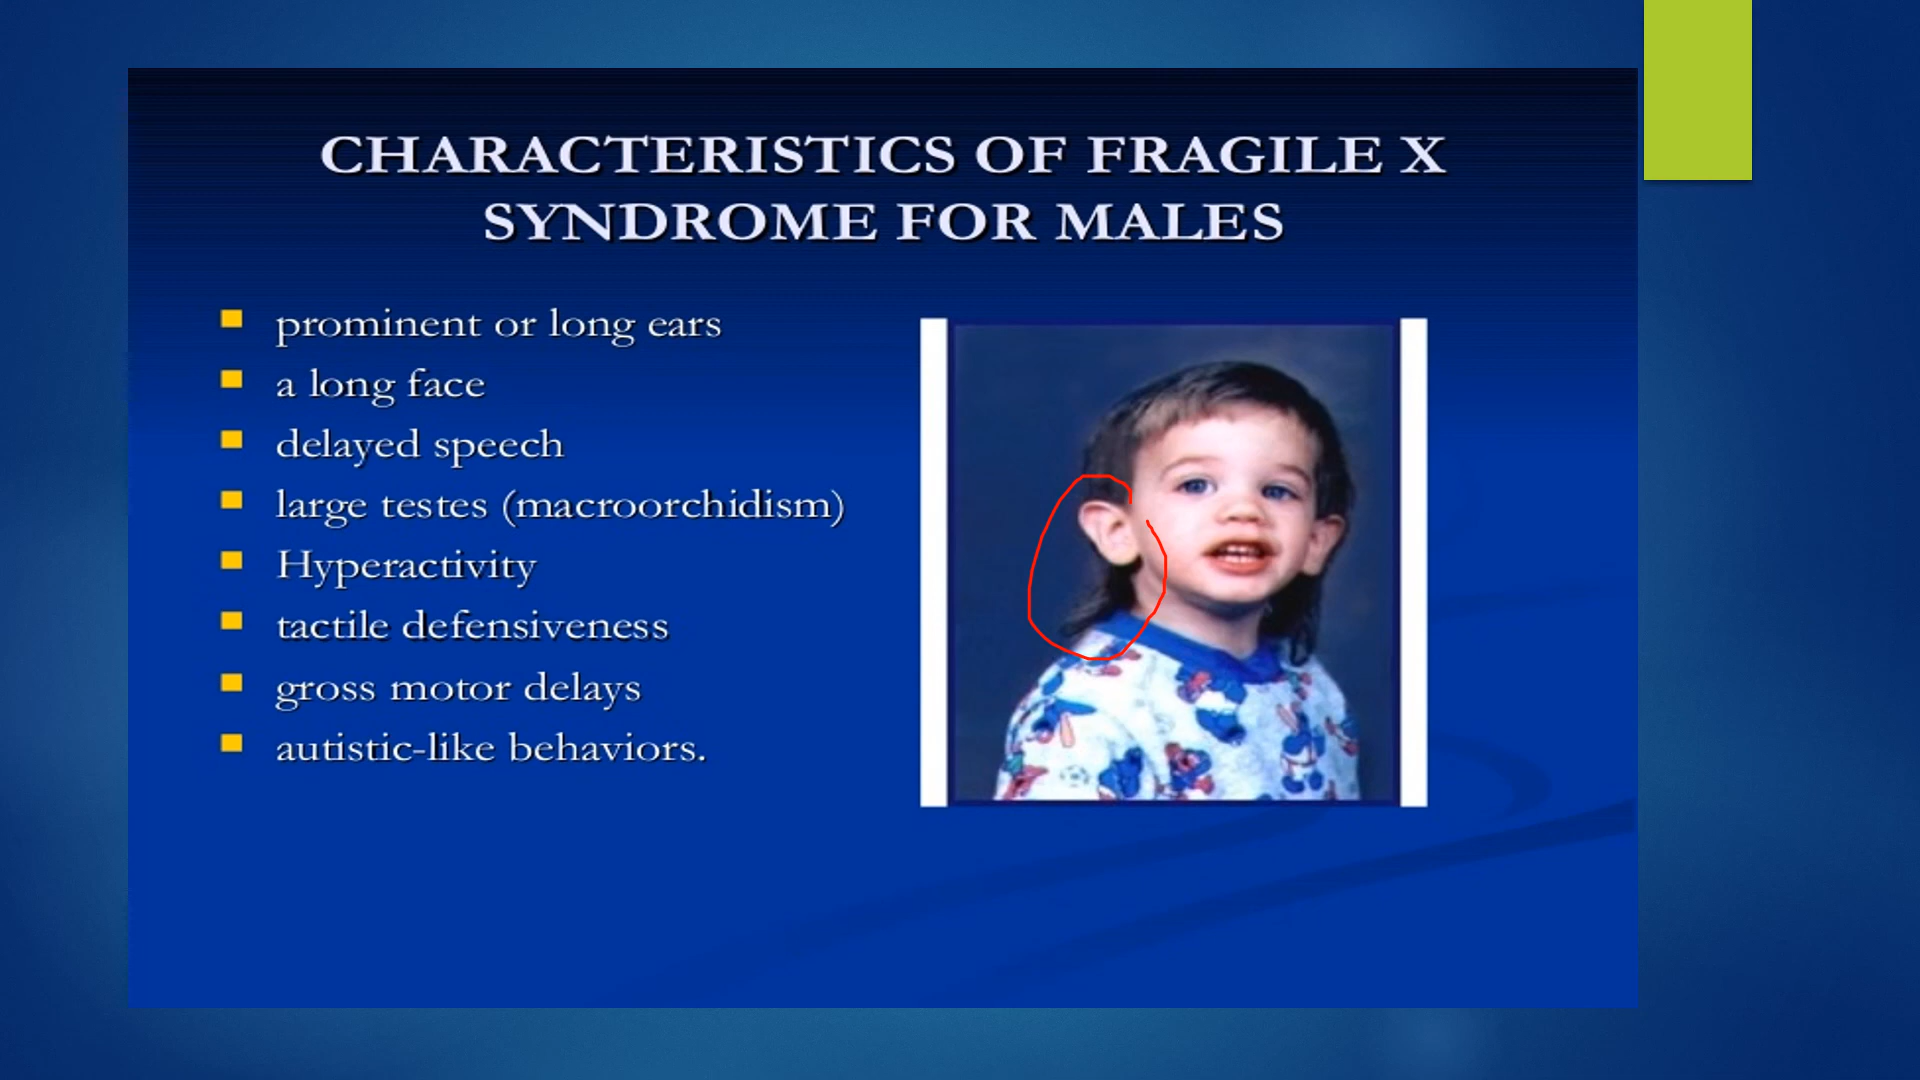 CHARACTERISTICS OF FRAGILE X
SYNDROME FOR MALES
prominent or long ears
a long face
delayed speech
large testes (macroorchidism)
Hyperactivity
tactile defensiveness
gross motor delays
autistic-like behaviors.